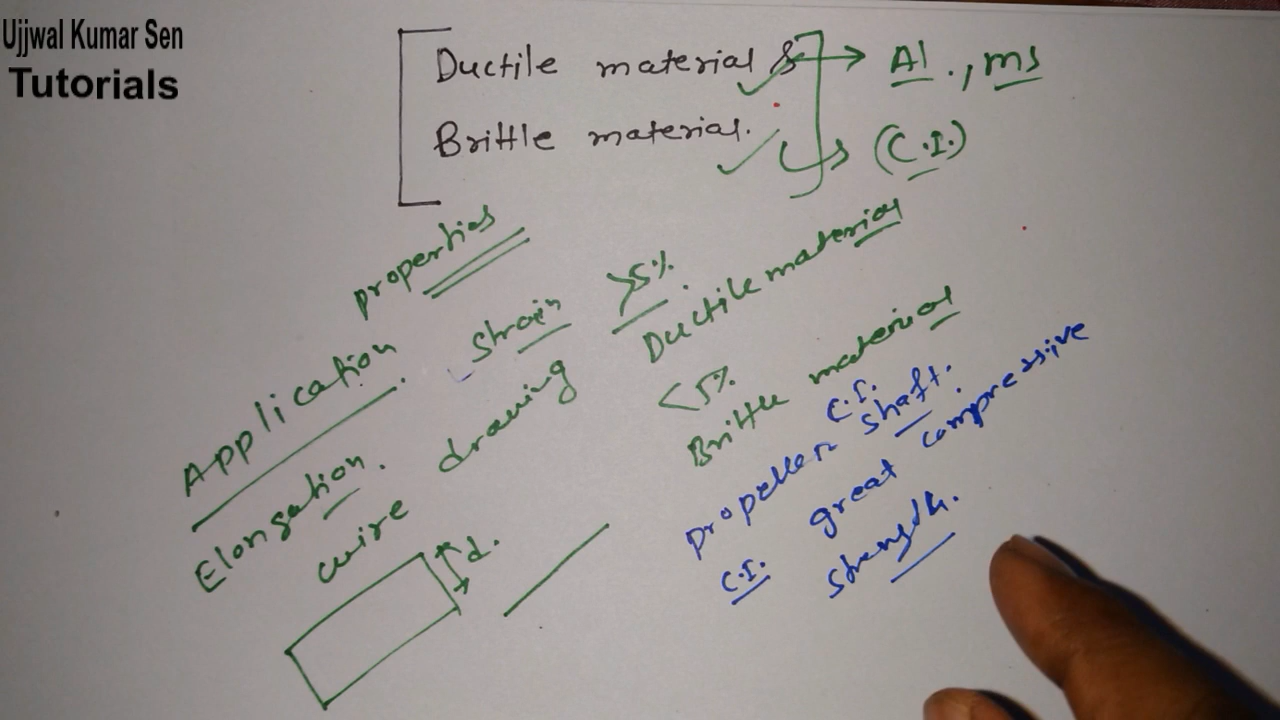 Ujjwal Kumar Sen
Tutorials
Ductile material & → Al., ms
Brittle material. → (C.I.)
properties
Application.
Strain >5%
Ductile material
<5%
Brittle material
Elongation.
wire drawing
d.
C.I.
Propeller shaft.
C.I. great compressive
strength.